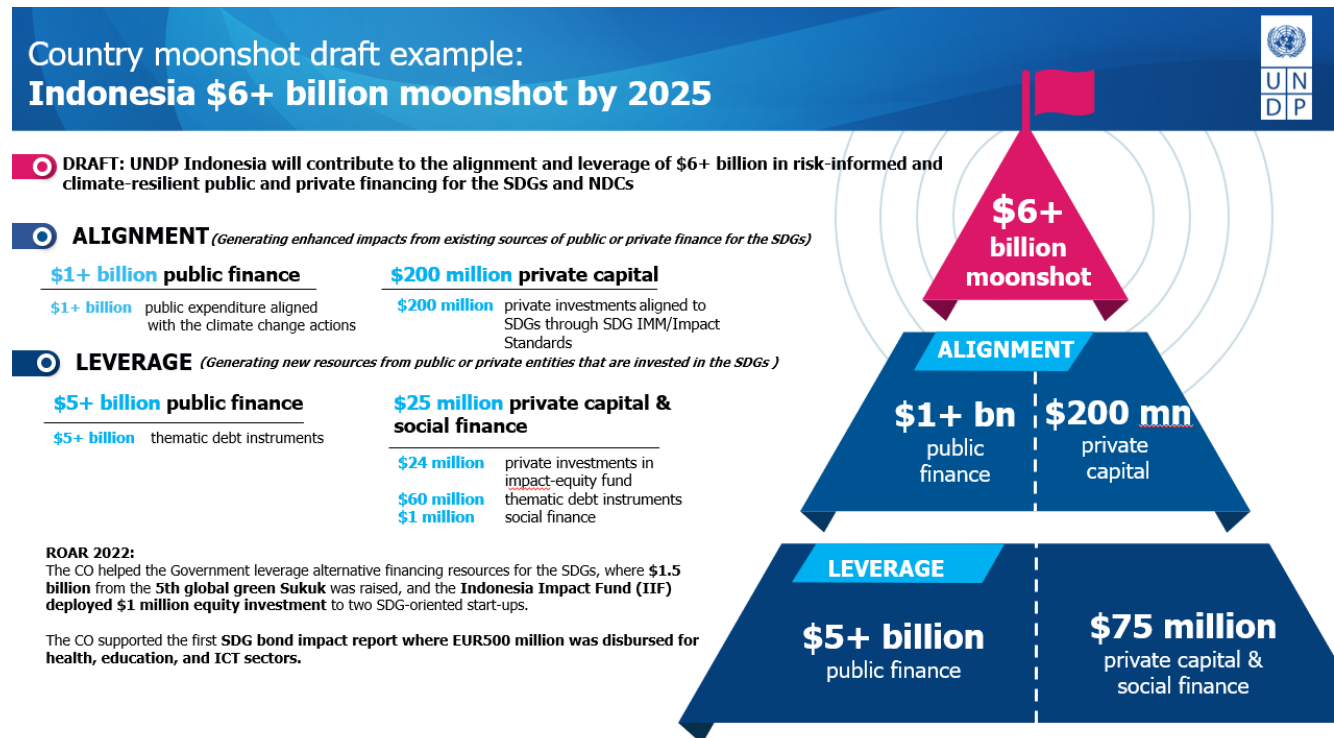 Country moonshot draft example:
Indonesia $6+ billion moonshot by 2025
U N
D P
DRAFT: UNDP Indonesia will contribute to the alignment and leverage of $6+ billion in risk-informed and
climate-resilient public and private financing for the SDGs and NDCs
ALIGNMENT (Generating enhanced impacts from existing sources of public or private finance for the SDGs)
$1+ billion public finance
$1+ billion public expenditure aligned
with the climate change actions
$200 million private capital
$200 million private investments aligned to
SDGs through SDG IMM/Impact
Standards
LEVERAGE (Generating new resources from public or private entities that are invested in the SDGs )
$5+ billion public finance
$5+ billion thematic debt instruments
$25 million private capital &
social finance
$24 million private investments in
impact-equity fund
$60 million thematic debt instruments
$1 million social finance
ROAR 2022:
The CO helped the Government leverage alternative financing resources for the SDGs, where $1.5
billion from the 5th global green Sukuk was raised, and the Indonesia Impact Fund (IIF)
deployed $1 million equity investment to two SDG-oriented start-ups.
The CO supported the first SDG bond impact report where EUR500 million was disbursed for
health, education, and ICT sectors.
$6+
billion
moonshot
ALIGNMENT
$1+ bn
public
finance
$200 mn
private
capital
LEVERAGE
$5+ billion
public finance
$75 million
private capital &
social finance